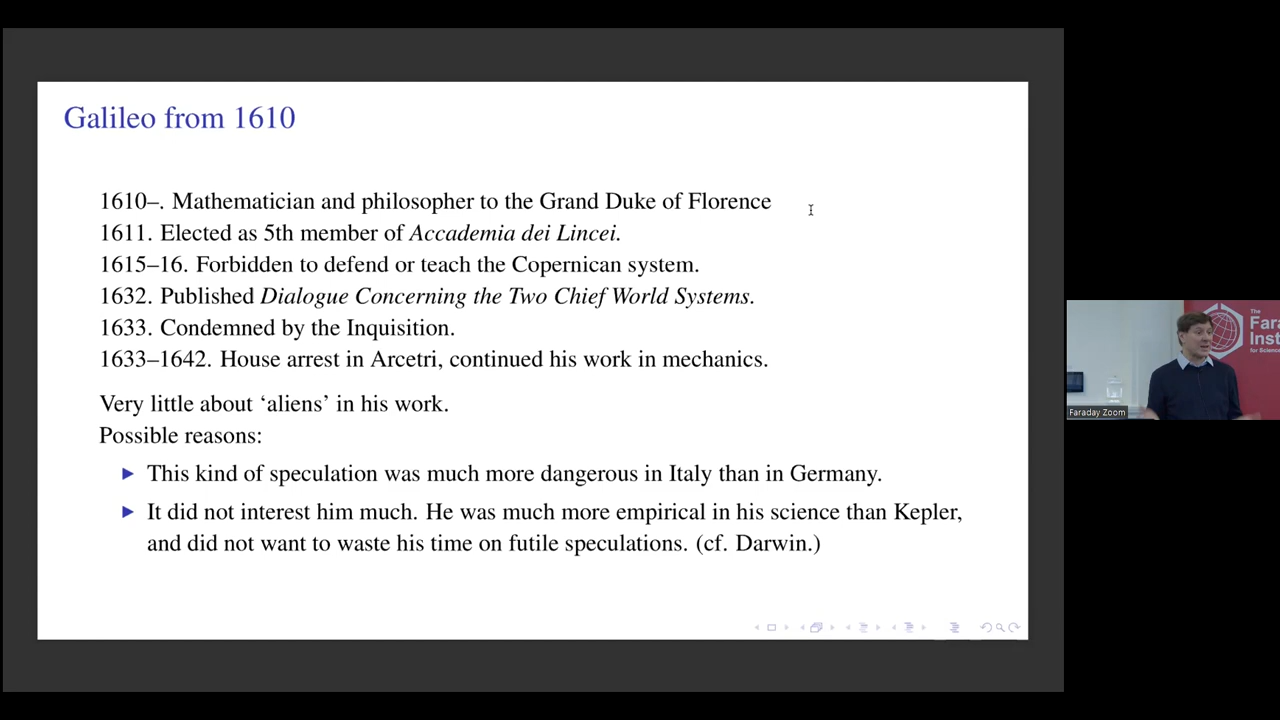 Galileo from 1610
1610–. Mathematician and philosopher to the Grand Duke of Florence
1611. Elected as 5th member of Accademia dei Lincei.
1615–16. Forbidden to defend or teach the Copernican system.
1632. Published Dialogue Concerning the Two Chief World Systems.
1633. Condemned by the Inquisition.
1633–1642. House arrest in Arcetri, continued his work in mechanics.
Very little about ‘aliens’ in his work.
Possible reasons:
This kind of speculation was much more dangerous in Italy than in Germany.
It did not interest him much. He was much more empirical in his science than Kepler,
and did not want to waste his time on futile speculations. (cf. Darwin.)
The
Fara
Inst
for Science
Faraday Zoom